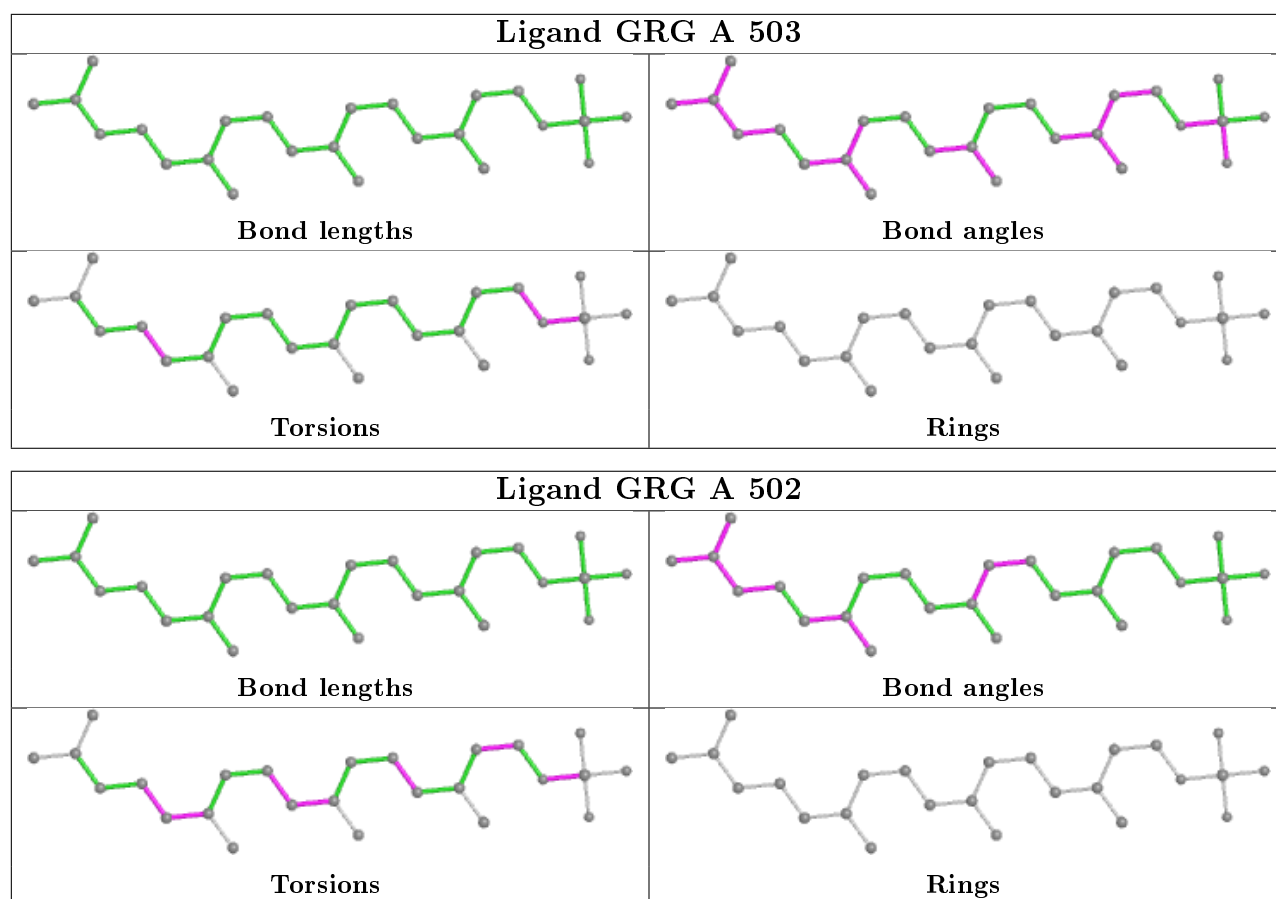 Ligand GRG A 503
Bond lengths
Bond angles
Torsions
Rings
Ligand GRG A 502
Bond lengths
Bond angles
Torsions
Rings